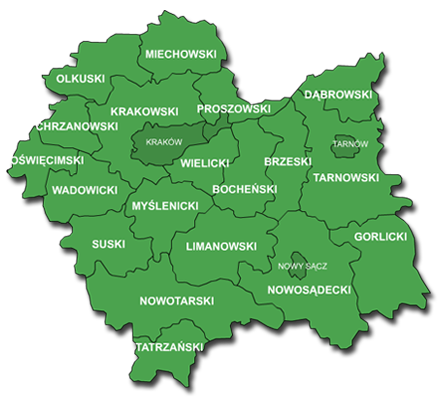 MIECHOWSKI
OLKUSKI
DĄBROWSKI
KRAKOWSKI
PROSZOWSKI
CHRZANOWSKI
KRAKÓW
TARNÓW
OŚWIĘCIMSKI
WIELICKI
BRZESKI
TARNOWSKI
WADOWICKI
BOCHEŃSKI
MYŚLENICKI
GORLICKI
SUSKI
LIMANOWSKI
NOWY SĄCZ
NOWOSĄDECKI
NOWOTARSKI
TATRZAŃSKI